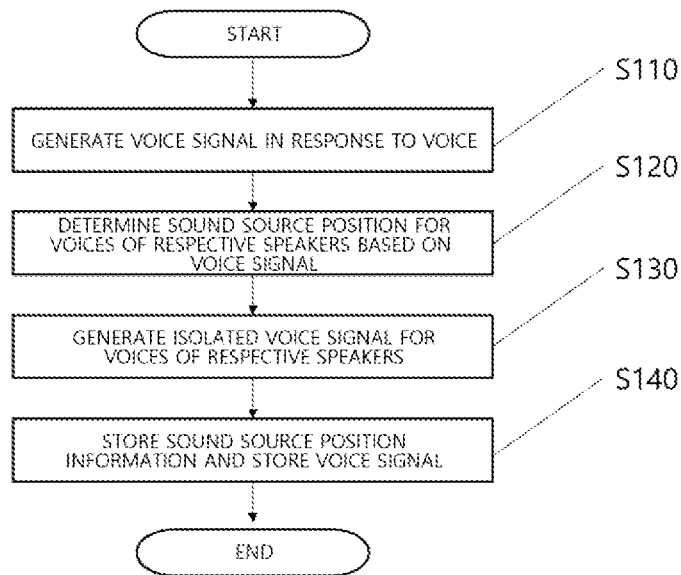 START
S110
GENERATE VOICE SIGNAL IN RESPONSE TO VOICE
S120
DETERMINE SOUND SOURCE POSITION FOR
VOICES OF RESPECTIVE SPEAKERS BASED ON
VOICE SIGNAL
S130
GENERATE ISOLATED VOICE SIGNAL FOR
VOICES OF RESPECTIVE SPEAKERS
S140
STORE SOUND SOURCE POSITION
INFORMATION AND STORE VOICE SIGNAL
END